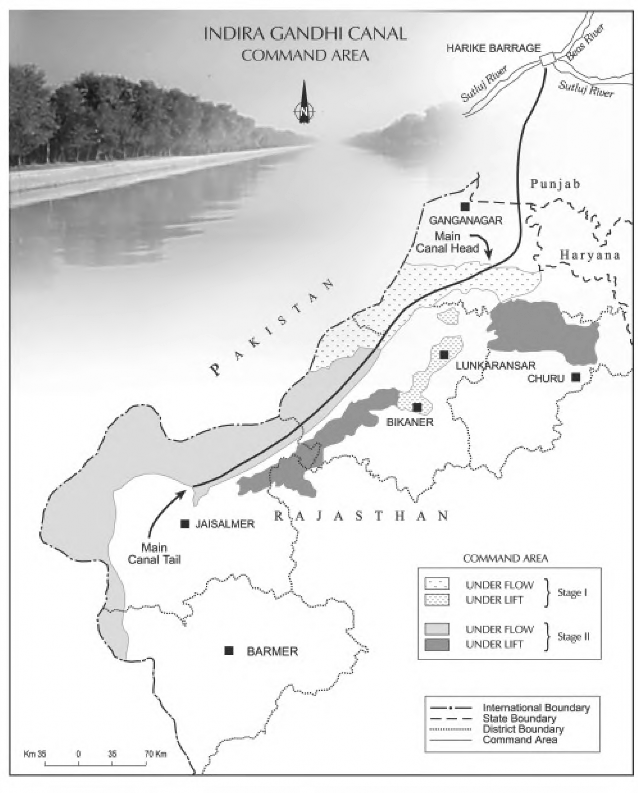 INDIRA GANDHI CANAL
COMMAND AREA
HARIKE BARRAGE
Beas River
Sutluj River
Sutluj River
N
Punjab
GANGANAGAR
Main
Canal Head
Haryana
PAKISTAN
LUNKARANSAR
CHURU
BIKANER
RAJASTHAN
JAISALMER
Main
Canal Tail
COMMAND AREA
UNDER FLOW
UNDER LIFT
Stage I
UNDER FLOW
UNDER LIFT
Stage II
BARMER
International Boundary
State Boundary
District Boundary
Command Area
Km 35 0 35 70 Km